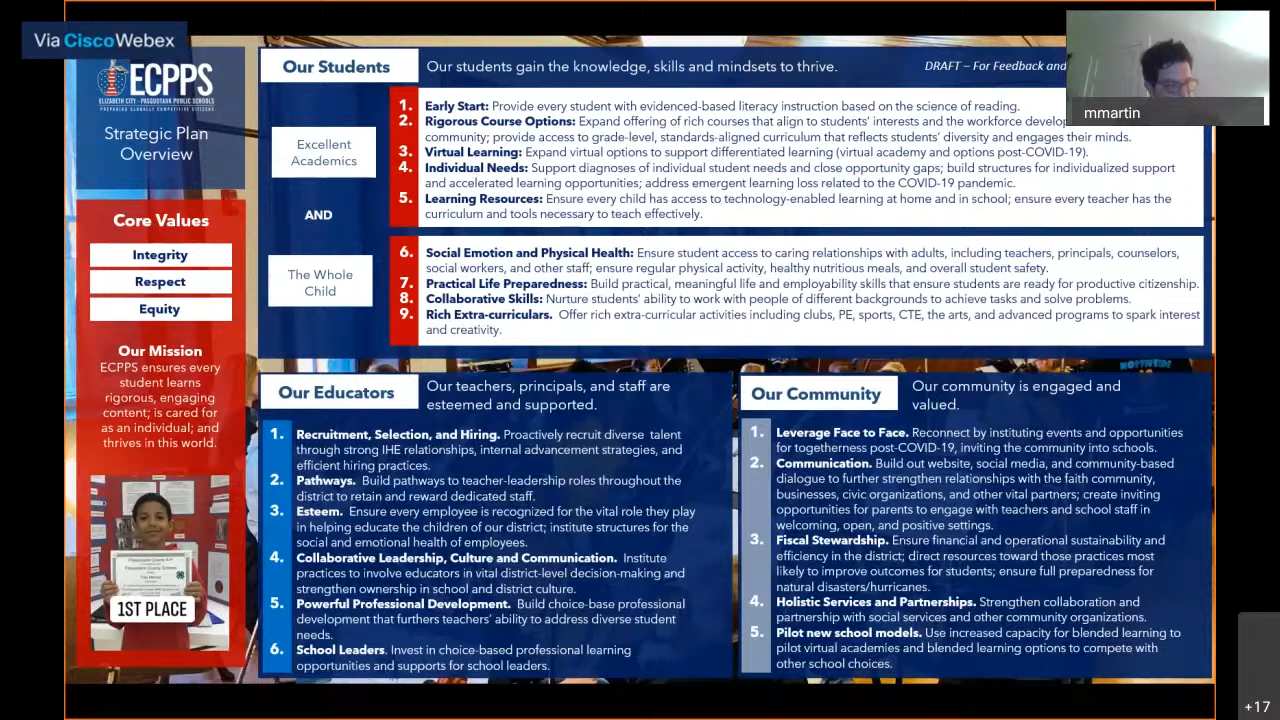 Via Cisco Webex
ECPPS
ELIZABETH CITY - PASQUOTANK PUBLIC SCHOOLS
PREPARING GLOBALLY COMPETITIVE CITIZENS
Strategic Plan
Overview
Core Values
Integrity
Respect
Equity
Our Mission
ECPPS ensures every
student learns
rigorous, engaging
content; is cared for
as an individual; and
thrives in this world.
1ST PLACE
Our Students
Our students gain the knowledge, skills and mindsets to thrive.
DRAFT – For Feedback and
mmartin
Excellent
Academics
AND
The Whole
Child
1. Early Start: Provide every student with evidenced-based literacy instruction based on the science of reading.
2. Rigorous Course Options: Expand offering of rich courses that align to students' interests and the workforce develop
community; provide access to grade-level, standards-aligned curriculum that reflects students' diversity and engages their minds.
3. Virtual Learning: Expand virtual options to support differentiated learning (virtual academy and options post-COVID-19).
4. Individual Needs: Support diagnoses of individual student needs and close opportunity gaps; build structures for individualized support
and accelerated learning opportunities; address emergent learning loss related to the COVID-19 pandemic.
5. Learning Resources: Ensure every child has access to technology-enabled learning at home and in school; ensure every teacher has the
curriculum and tools necessary to teach effectively.
6. Social Emotion and Physical Health: Ensure student access to caring relationships with adults, including teachers, principals, counselors,
social workers, and other staff; ensure regular physical activity, healthy nutritious meals, and overall student safety.
7. Practical Life Preparedness: Build practical, meaningful life and employability skills that ensure students are ready for productive citizenship.
8. Collaborative Skills: Nurture students' ability to work with people of different backgrounds to achieve tasks and solve problems.
9. Rich Extra-curriculars. Offer rich extra-curricular activities including clubs, PE, sports, CTE, the arts, and advanced programs to spark interest
and creativity.
Our Educators
Our teachers, principals, and staff are
esteemed and supported.
1. Recruitment, Selection, and Hiring. Proactively recruit diverse talent
through strong IHE relationships, internal advancement strategies, and
efficient hiring practices.
2. Pathways. Build pathways to teacher-leadership roles throughout the
district to retain and reward dedicated staff.
3. Esteem. Ensure every employee is recognized for the vital role they play
in helping educate the children of our district; institute structures for the
social and emotional health of employees.
4. Collaborative Leadership, Culture and Communication. Institute
practices to involve educators in vital district-level decision-making and
strengthen ownership in school and district culture.
5. Powerful Professional Development. Build choice-base professional
development that furthers teachers' ability to address diverse student
needs.
6. School Leaders. Invest in choice-based professional learning
opportunities and supports for school leaders.
Our Community
Our community is engaged and
valued.
1. Leverage Face to Face. Reconnect by instituting events and opportunities
for togetherness post-COVID-19, inviting the community into schools.
2. Communication. Build out website, social media, and community-based
dialogue to further strengthen relationships with the faith community,
businesses, civic organizations, and other vital partners; create inviting
opportunities for parents to engage with teachers and school staff in
welcoming, open, and positive settings.
3. Fiscal Stewardship. Ensure financial and operational sustainability and
efficiency in the district; direct resources toward those practices most
likely to improve outcomes for students; ensure full preparedness for
natural disasters/hurricanes.
4. Holistic Services and Partnerships. Strengthen collaboration and
partnership with social services and other community organizations.
5. Pilot new school models. Use increased capacity for blended learning to
pilot virtual academies and blended learning options to compete with
other school choices.
+17